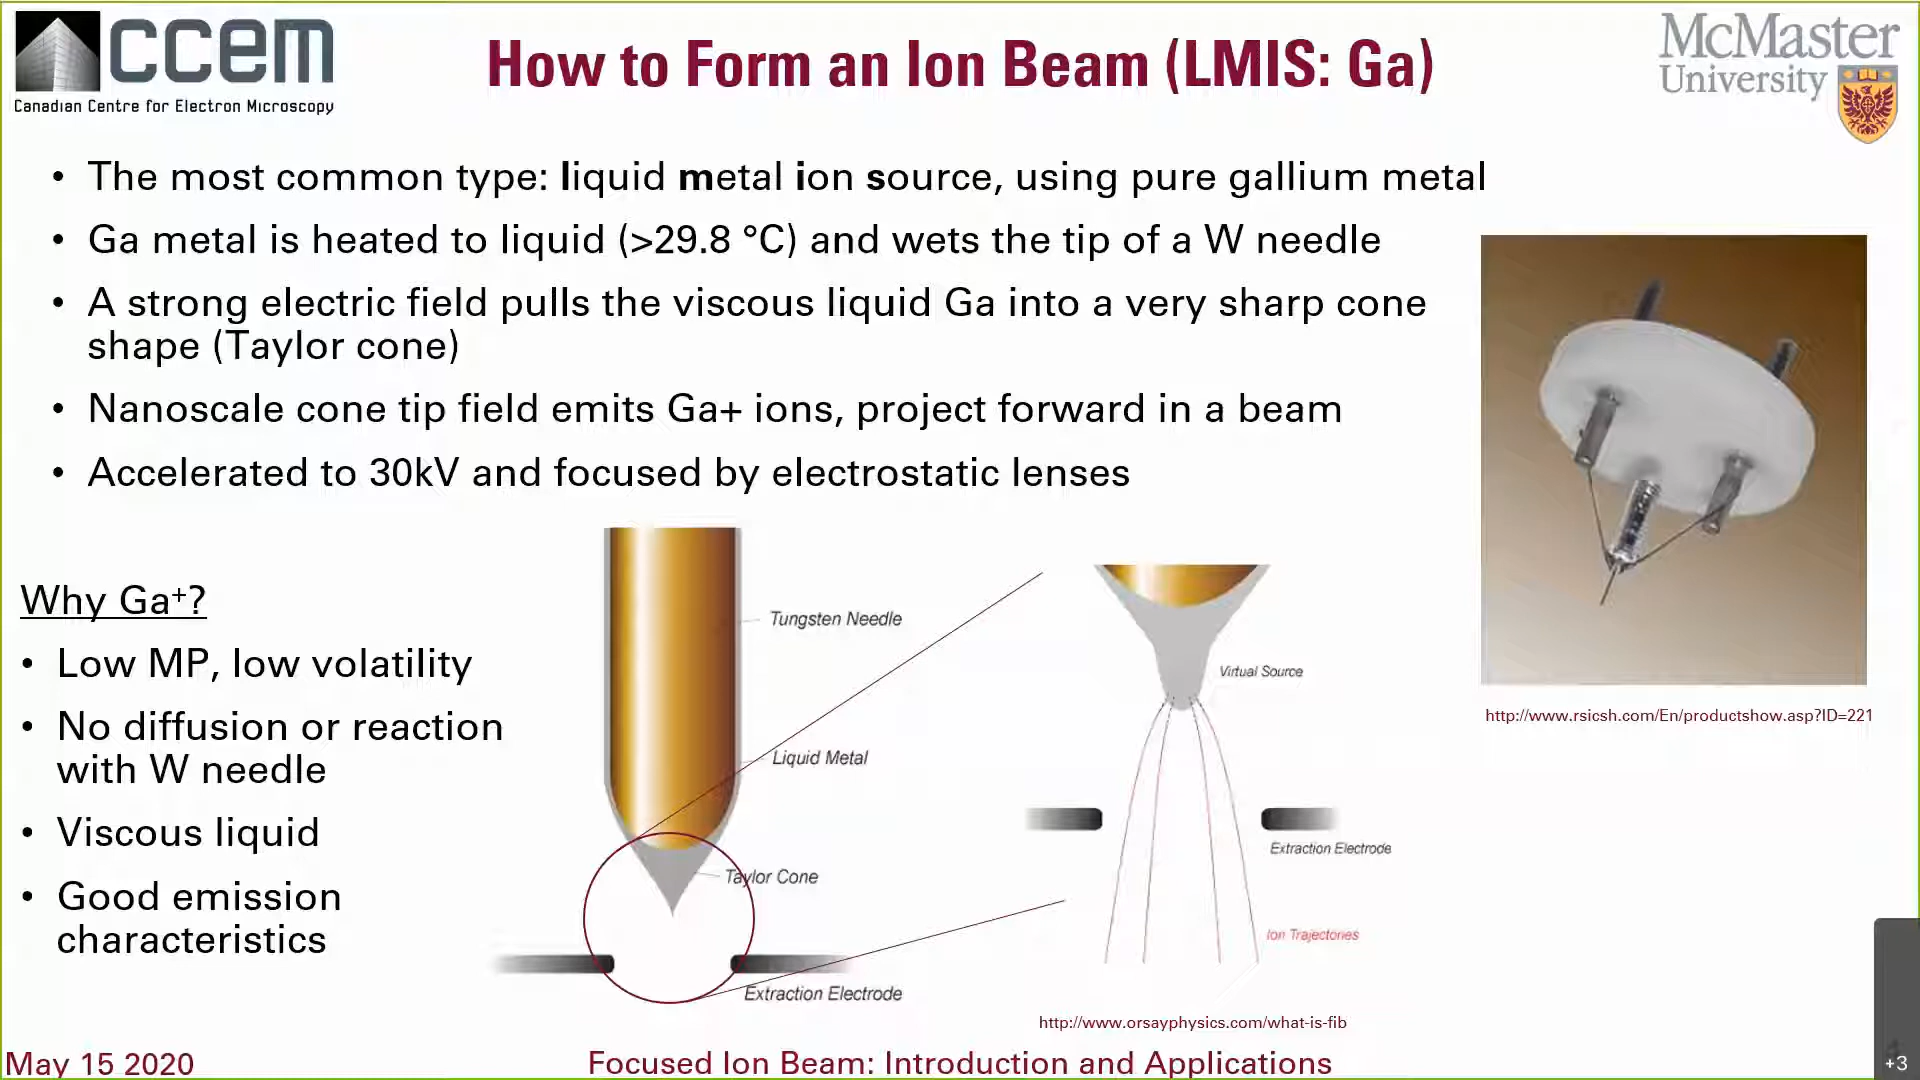 ccem
Canadian Centre for Electron Microscopy
How to Form an Ion Beam (LMIS: Ga)
McMaster
University
• The most common type: liquid metal ion source, using pure gallium metal
• Ga metal is heated to liquid (>29.8 °C) and wets the tip of a W needle
• A strong electric field pulls the viscous liquid Ga into a very sharp cone
shape (Taylor cone)
• Nanoscale cone tip field emits Ga+ ions, project forward in a beam
• Accelerated to 30kV and focused by electrostatic lenses
Why Ga⁺?
• Low MP, low volatility
• No diffusion or reaction
with W needle
• Viscous liquid
• Good emission
characteristics
Tungsten Needle
Liquid Metal
Taylor Cone
Extraction Electrode
Virtual Source
Extraction Electrode
Ion Trajectories
http://www.orsayphysics.com/what-is-fib
http://www.rsicsh.com/En/productshow.asp?ID=221
May 15 2020
Focused Ion Beam: Introduction and Applications
+3